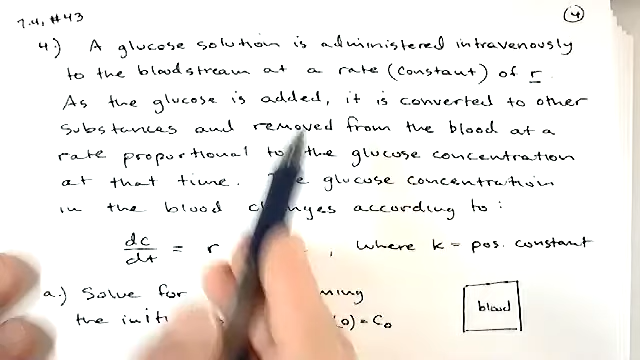 7.4, #43
4
4.) A glucose solution is administered intravenously
to the bloodstream at a rate (constant) of r.
As the glucose is added, it is converted to other
substances and removed from the blood at a
rate proportional to the glucose concentration
at that time. The glucose concentration
in the blood changes according to:
dc/dt = r , where k = pos. constant
a.) Solve for
the (0) = C₀
blood